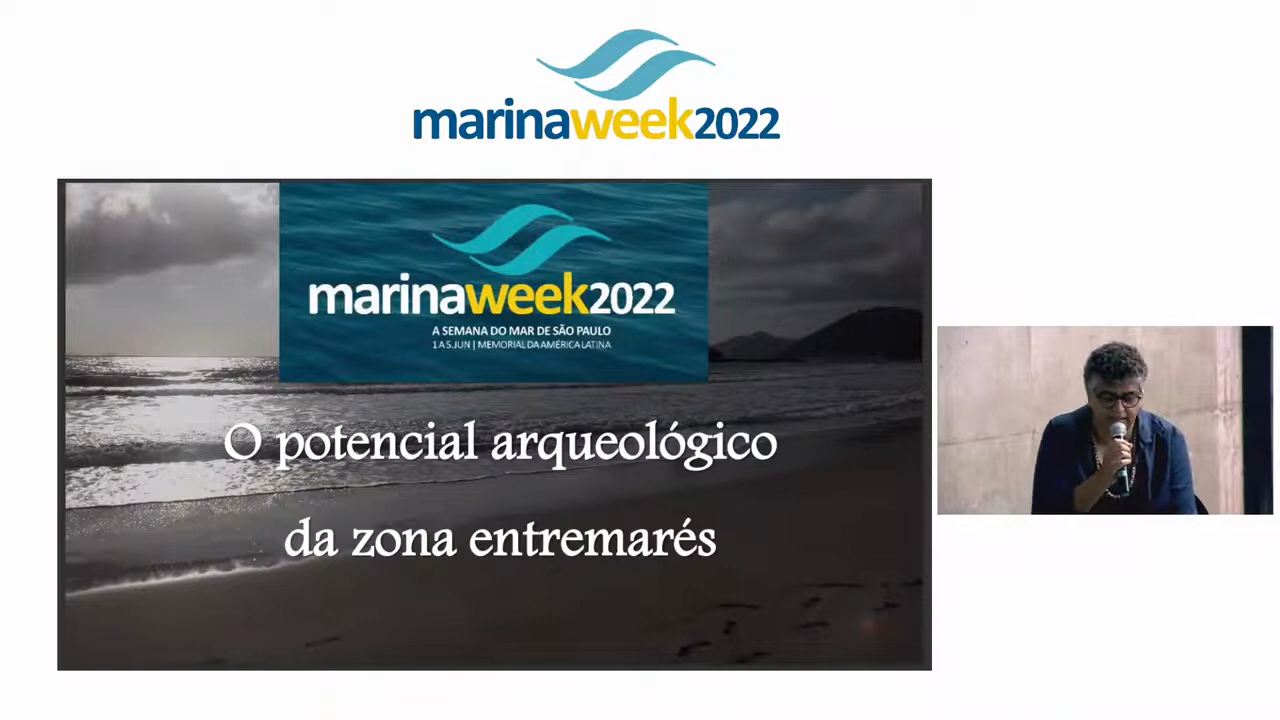 marinaweek2022
marinaweek2022
A SEMANA DO MAR DE SÃO PAULO
1 A 5.JUN | MEMORIAL DA AMÉRICA LATINA
O potencial arqueológico
da zona entremarés